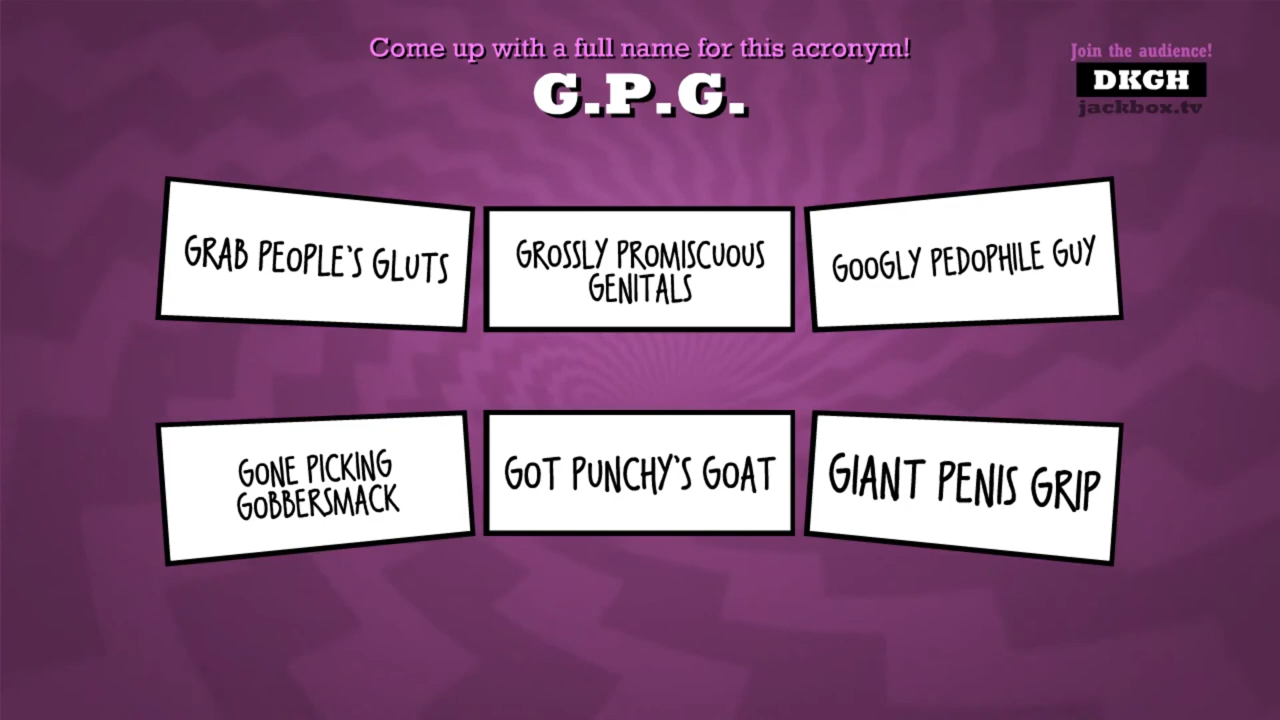 Come up with a full name for this acronym!
G.P.G.
Join the audience!
DKGH
jackbox.tv
GRAB PEOPLE'S GLUTS
GROSSLY PROMISCUOUS
GENITALS
GOOGLY PEDOPHILE GUY
GONE PICKING
GOBBERSMACK
GOT PUNCHY'S GOAT
GIANT PENIS GRIP